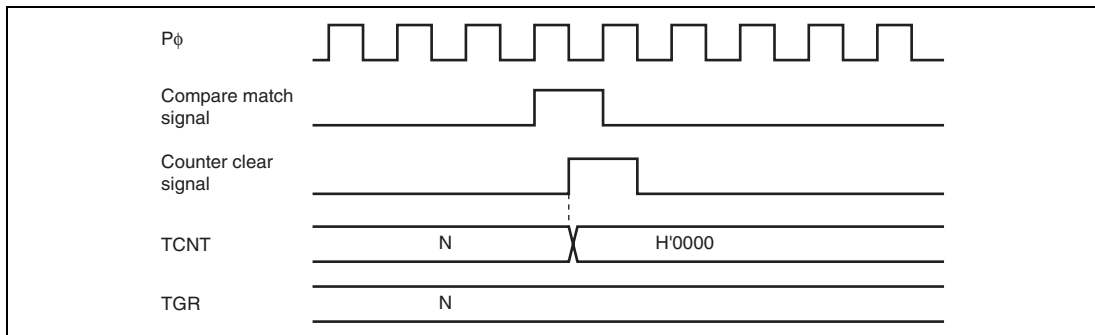 Pϕ
Compare match
signal
Counter clear
signal
TCNT
N
H'0000
TGR
N